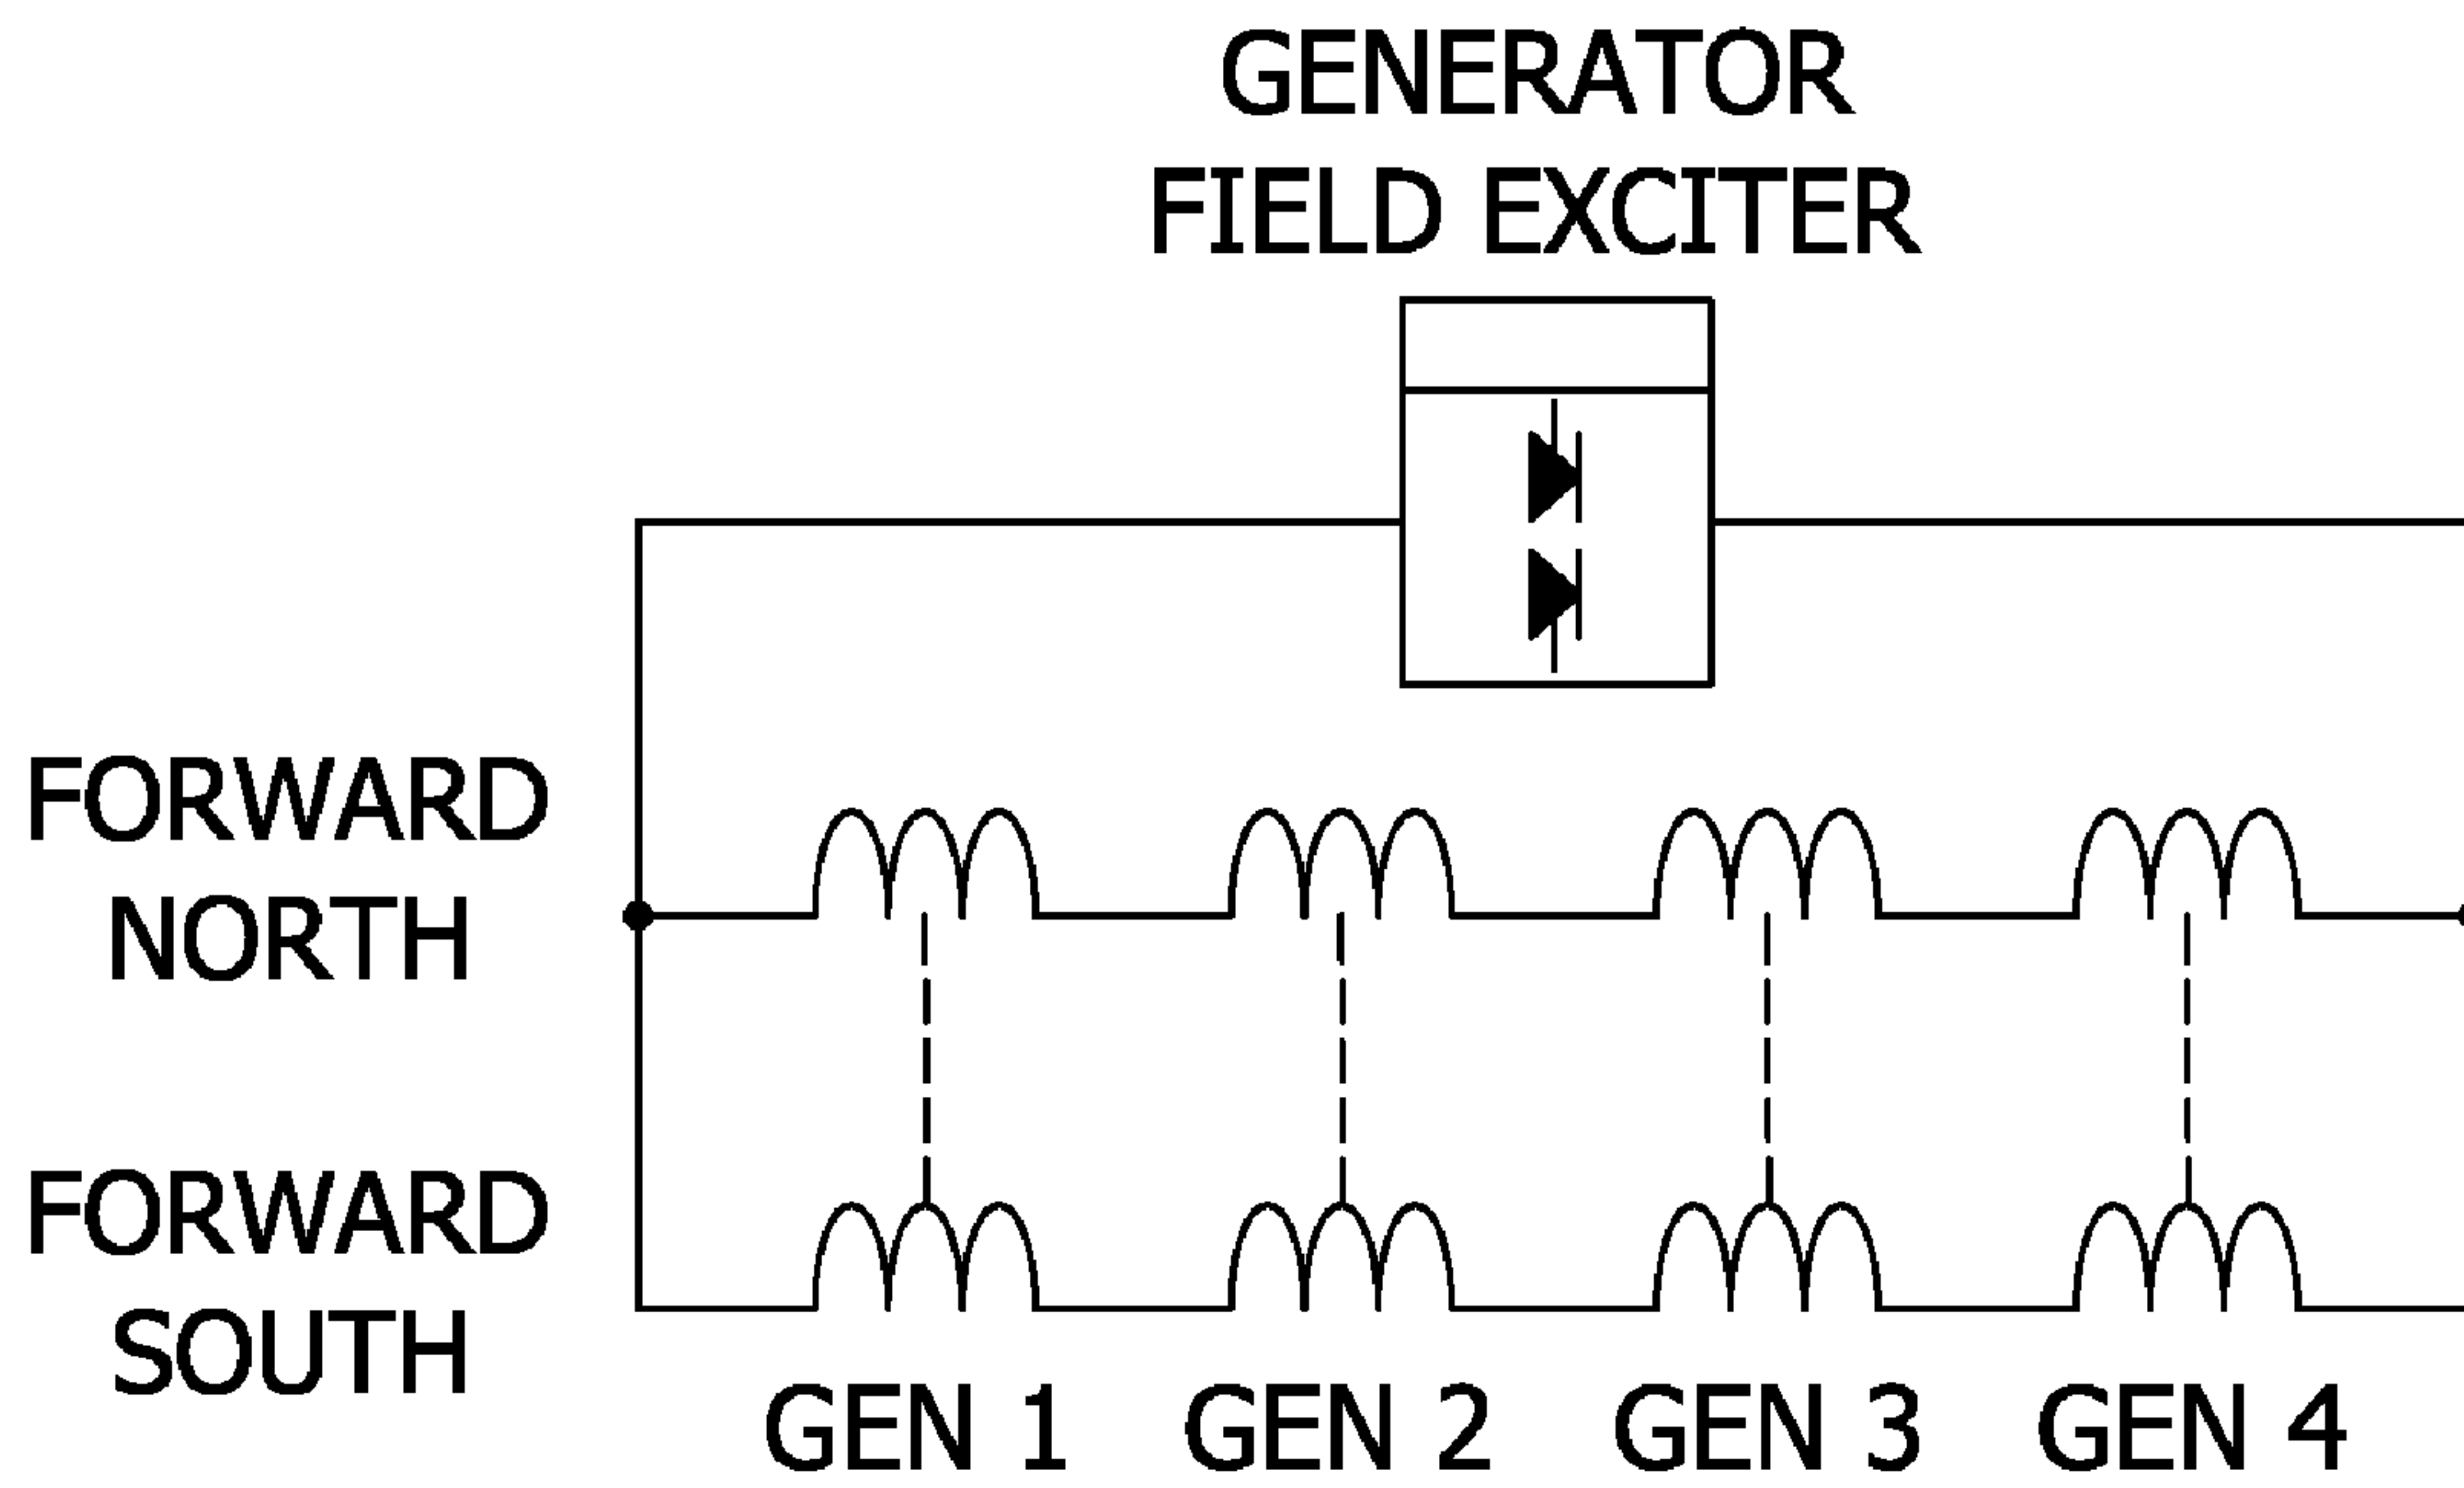 GENERATOR
FIELD EXCITER
FORWARD
NORTH
FORWARD
SOUTH
GEN 1 GEN 2 GEN 3 GEN 4